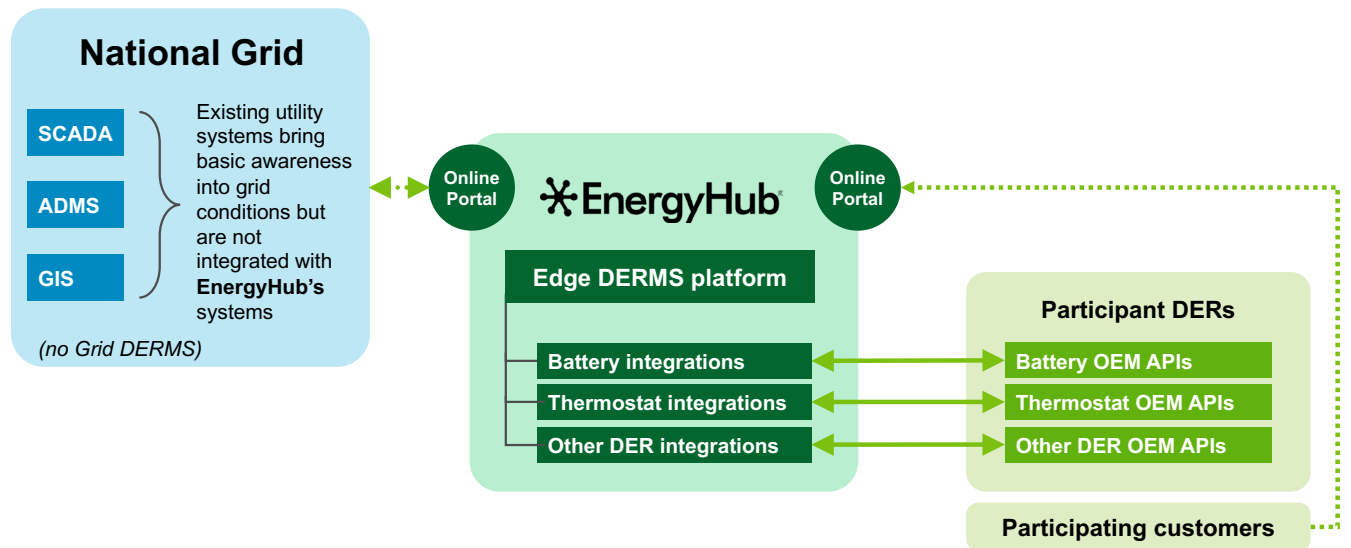 National Grid
SCADA
ADMS
GIS
Existing utility
systems bring
basic awareness
into grid
conditions but
are not
integrated with
EnergyHub's
systems
(no Grid DERMS)
Online
Portal
EnergyHub
Online
Portal
Edge DERMS platform
Battery integrations
Thermostat integrations
Other DER integrations
Participant DERs
Battery OEM APIs
Thermostat OEM APIs
Other DER OEM APIs
Participating customers